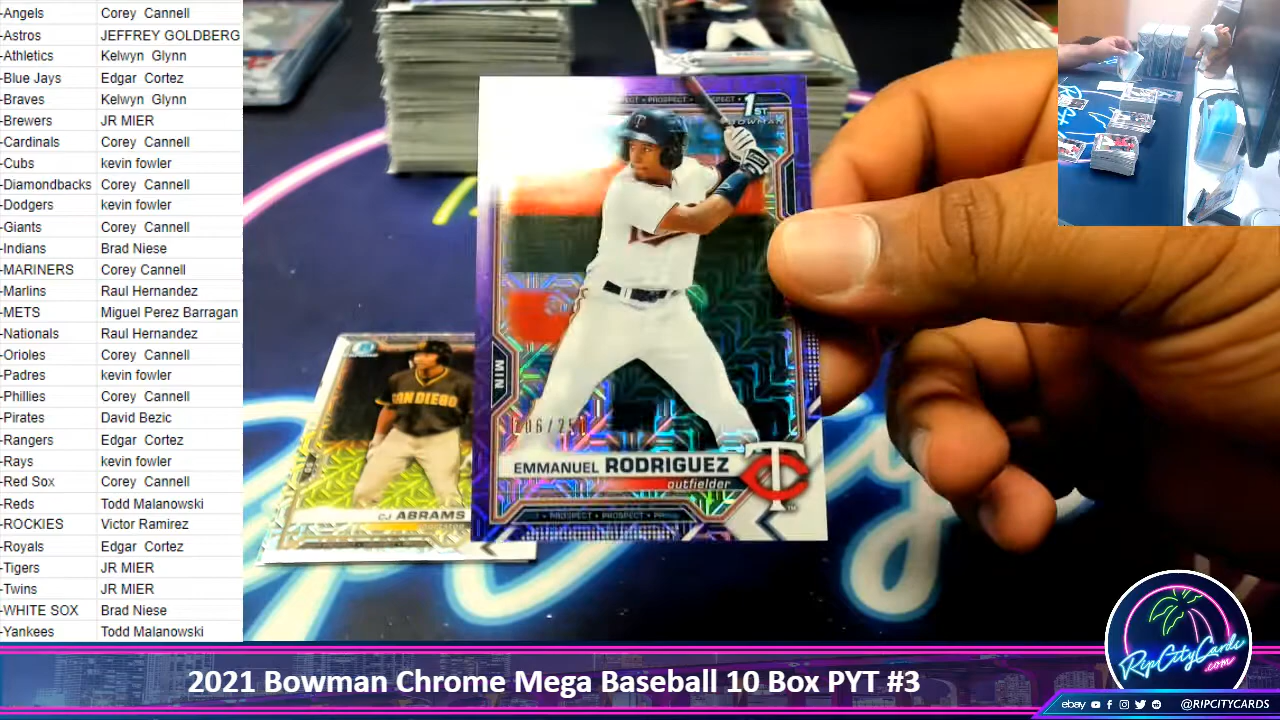 -Angels Corey Cannell
-Astros JEFFREY GOLDBERG
-Athletics Kelwyn Glynn
-Blue Jays Edgar Cortez
-Braves Kelwyn Glynn
-Brewers JR MIER
-Cardinals Corey Cannell
-Cubs kevin fowler
-Diamondbacks Corey Cannell
-Dodgers kevin fowler
-Giants Corey Cannell
-Indians Brad Niese
-MARINERS Corey Cannell
-Marlins Raul Hernandez
-METS Miguel Perez Barragan
-Nationals Raul Hernandez
-Orioles Corey Cannell
-Padres kevin fowler
-Phillies Corey Cannell
-Pirates David Bezic
-Rangers Edgar Cortez
-Rays kevin fowler
-Red Sox Corey Cannell
-Reds Todd Malanowski
-ROCKIES Victor Ramirez
-Royals Edgar Cortez
-Tigers JR MIER
-Twins JR MIER
-WHITE SOX Brad Niese
-Yankees Todd Malanowski
PROSPECT
1ST
BOWMAN
T
MIN
EMMANUEL RODRIGUEZ
outfielder
TC
PROSPECT
SAN DIEGO
CJ ABRAMS
RipCityCards
.com
2021 Bowman Chrome Mega Baseball 10 Box PYT #3
ebay @RIPCITYCARDS